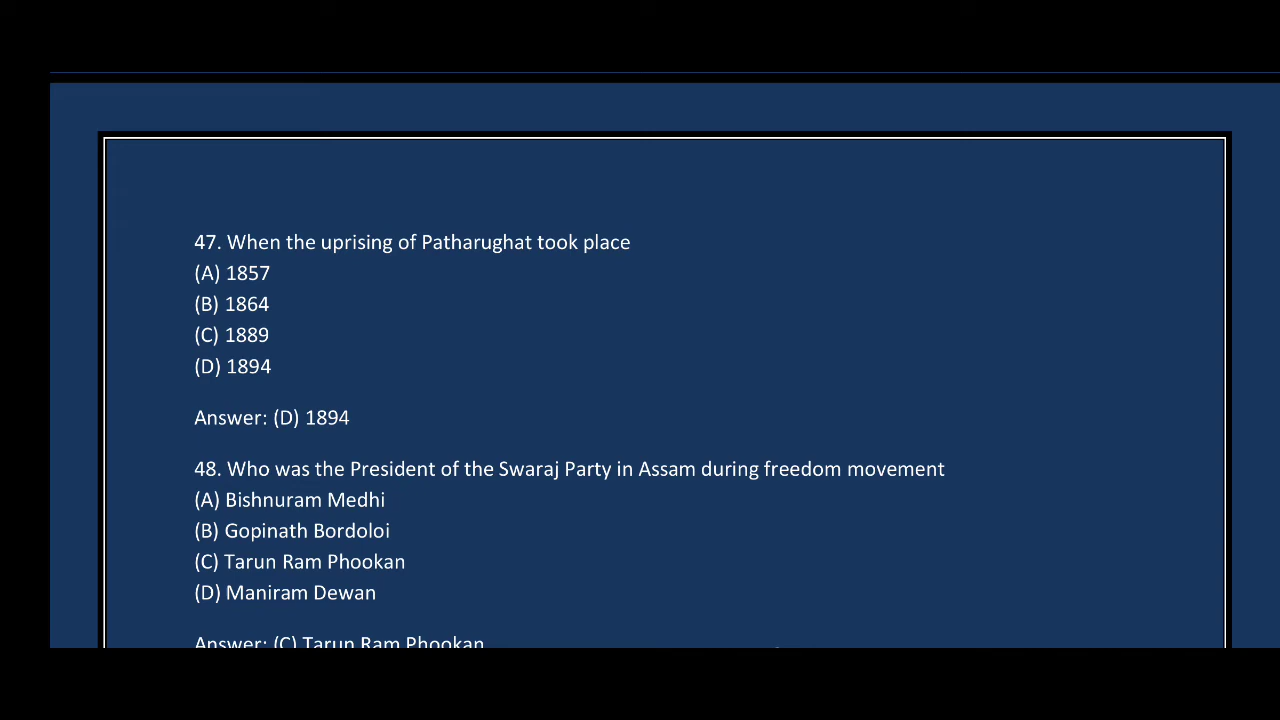 47. When the uprising of Patharughat took place
(A) 1857
(B) 1864
(C) 1889
(D) 1894
Answer: (D) 1894
48. Who was the President of the Swaraj Party in Assam during freedom movement
(A) Bishnuram Medhi
(B) Gopinath Bordoloi
(C) Tarun Ram Phookan
(D) Maniram Dewan
Answer: (C) Tarun Ram Phookan